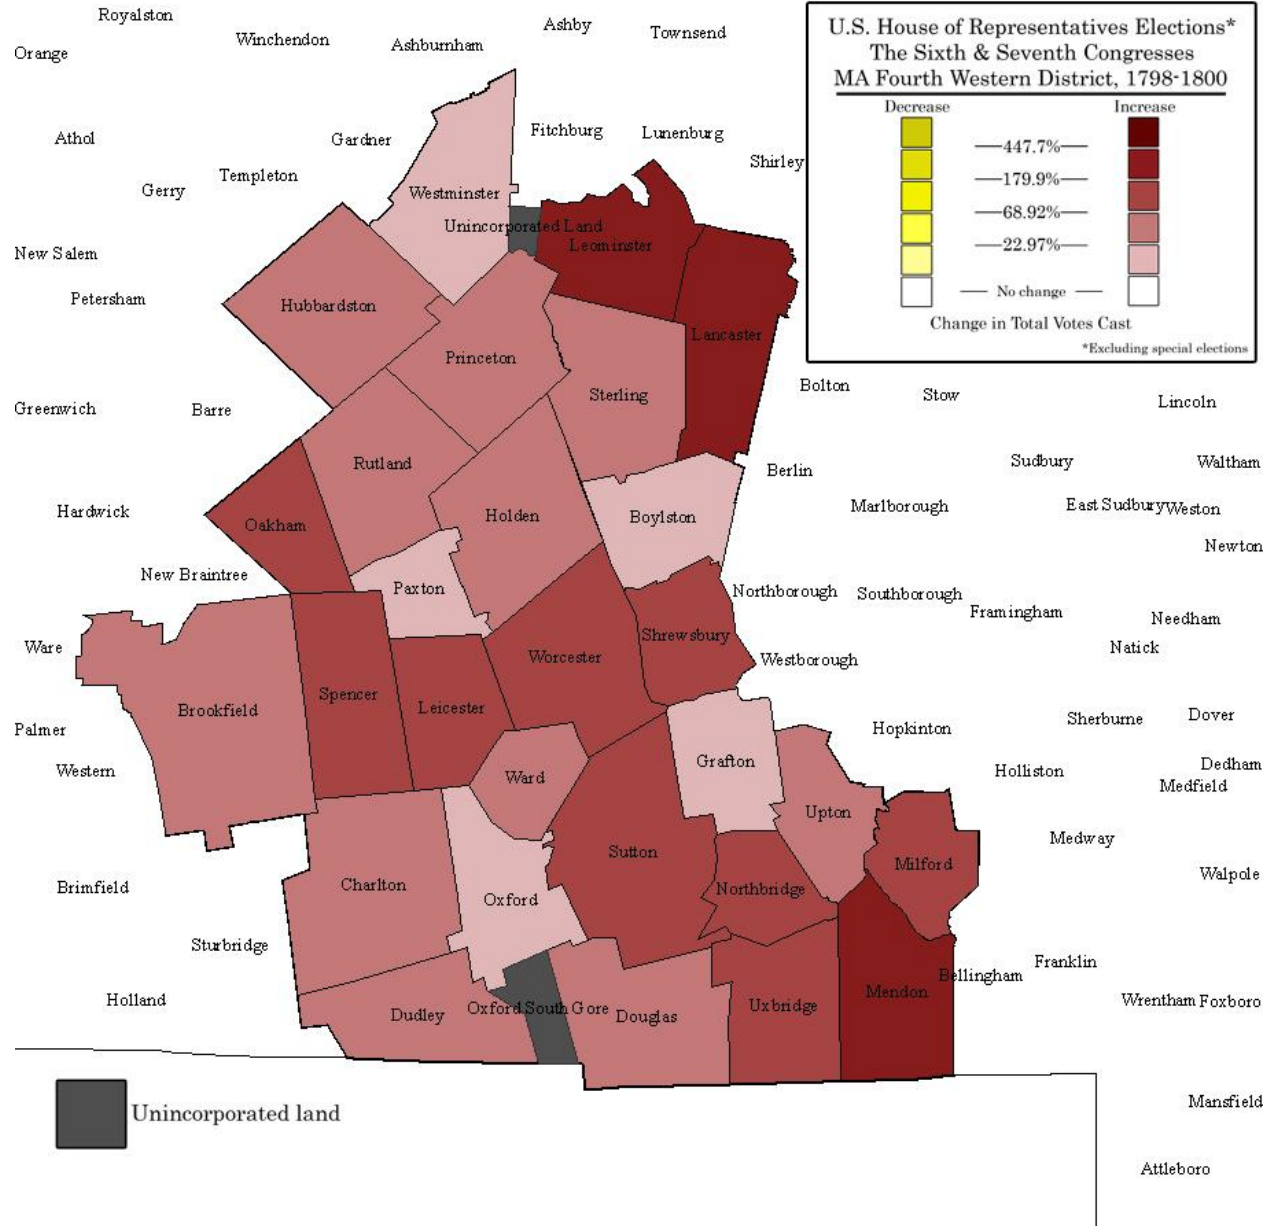 Royalston
Ashby
Townsend
Winchendon
Ashburnham
Orange
U.S. House of Representatives Elections*
The Sixth & Seventh Congresses
MA Fourth Western District, 1798-1800
Decrease
Increase
447.7%
179.9%
68.92%
22.97%
No change
Change in Total Votes Cast
*Excluding special elections
Athol
Gardner
Fitchburg
Lunenburg
Shirley
Templeton
Gerry
Westminster
Unincorporated Land
Leominster
New Salem
Petersham
Hubbardston
Lancaster
Princeton
Sterling
Bolton
Stow
Lincoln
Greenwich
Barre
Rutland
Berlin
Sudbury
Waltham
Hardwick
Oakham
Holden
Boylston
Marlborough
East Sudbury
Weston
Newton
New Braintree
Paxton
Northborough
Southborough
Framingham
Needham
Ware
Shrewsbury
Worcester
Westborough
Natick
Spencer
Leicester
Brookfield
Sherburne
Dover
Palmer
Hopkinton
Western
Grafton
Ward
Holliston
Dedham
Medfield
Upton
Medway
Sutton
Milford
Walpole
Brimfield
Charlton
Northbridge
Oxford
Sturbridge
Franklin
Bellingham
Holland
Mendon
Wrentham
Foxboro
Oxford South Gore
Uxbridge
Dudley
Douglas
Unincorporated land
Mansfield
Attleboro